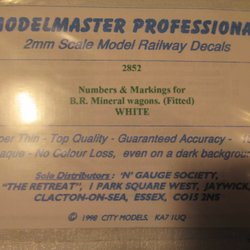 MODELMASTER PROFESSIONAL
2mm Scale Model Railway Decals
2852
Numbers & Markings for
B.R. Mineral wagons. (Fitted)
WHITE
Thin - Top Quality - Guaranteed Accuracy -
- No Colour Loss, even on a dark
Sole Distributors : 'N' GAUGE SOCIETY,
"THE RETREAT", 1 PARK SQUARE WEST, JAYWICK,
CLACTON-ON-SEA, ESSEX, CO15 2NS
© 1998 CITY MODELS, KA7 1UQ